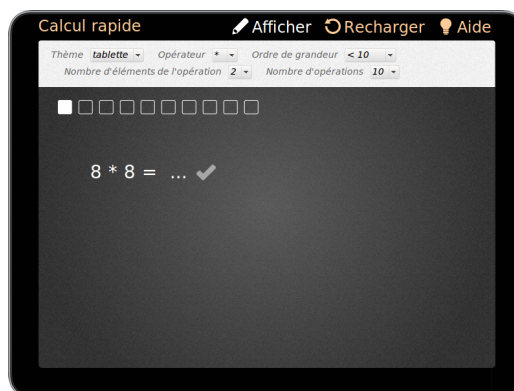 Calcul rapide Afficher Recharger Aide
Thème tablette Opérateur * Ordre de grandeur < 10
Nombre d'éléments de l'opération 2 Nombre d'opérations 10
8 * 8 = ...